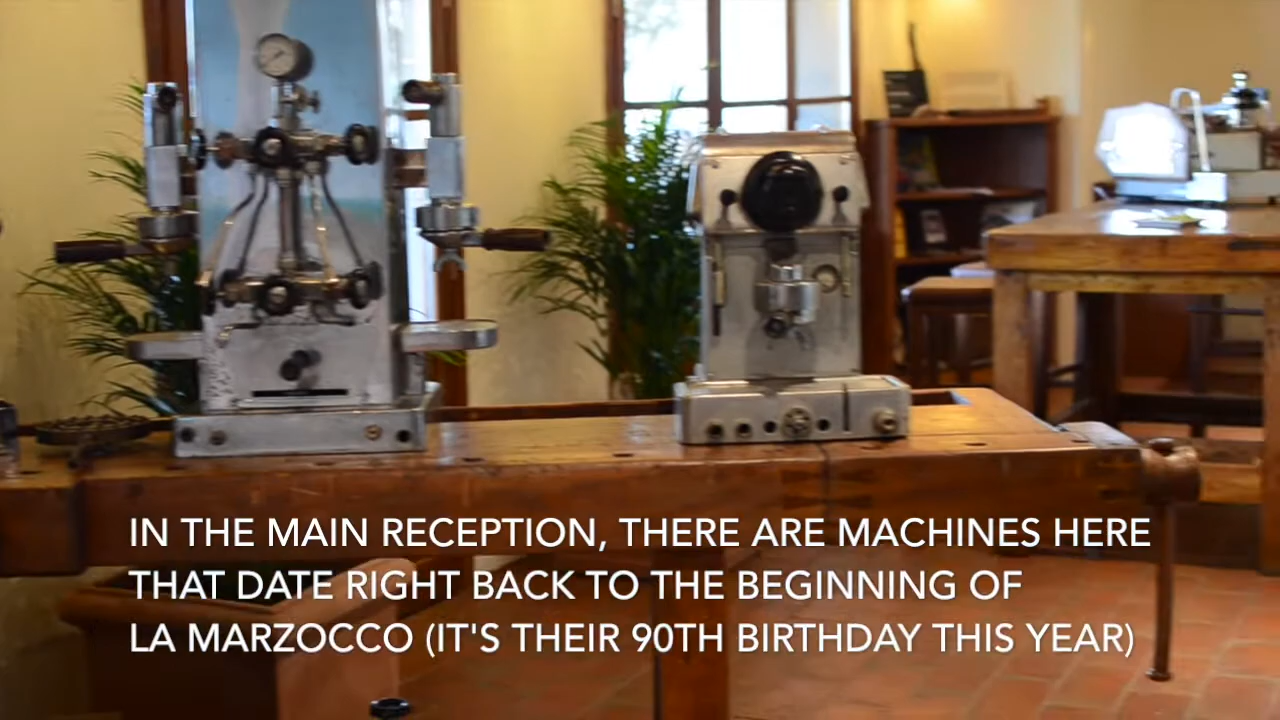 IN THE MAIN RECEPTION, THERE ARE MACHINES HERE
THAT DATE RIGHT BACK TO THE BEGINNING OF
LA MARZOCCO (IT'S THEIR 90TH BIRTHDAY THIS YEAR)